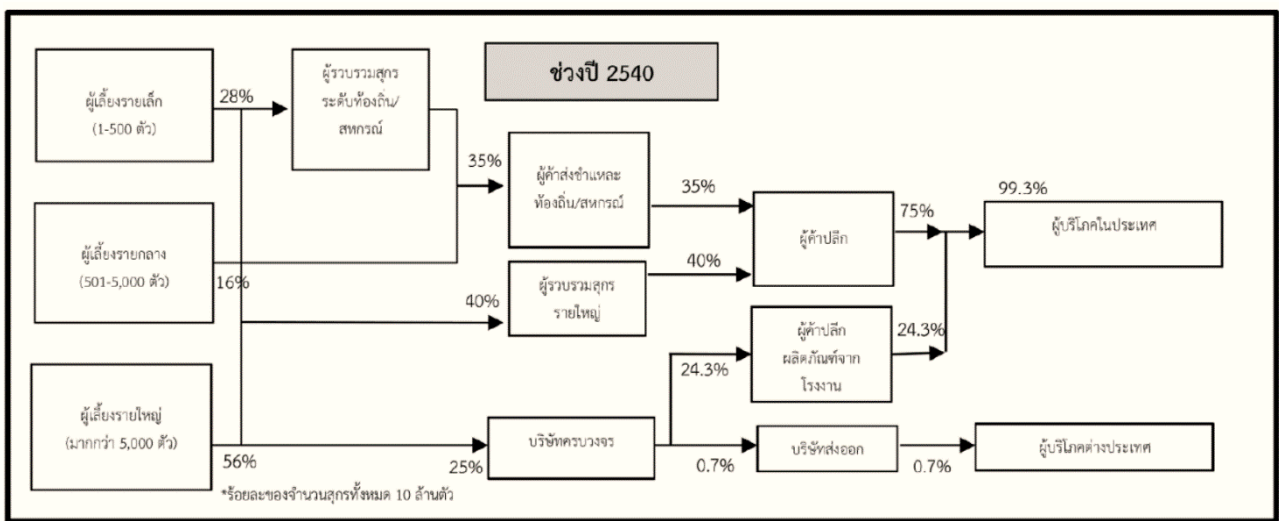 ช่วงปี 2540
ผู้เลี้ยงรายเล็ก
(1-500 ตัว)
28%
ผู้รวบรวมสุกร
ระดับท้องถิ่น/
สหกรณ์
35%
ผู้ค้าส่งชำแหละ
ท้องถิ่น/สหกรณ์
35%
ผู้ค้าปลีก
75%
99.3%
ผู้บริโภคในประเทศ
ผู้เลี้ยงรายกลาง
(501-5,000 ตัว)
16%
40%
ผู้รวบรวมสุกร
รายใหญ่
40%
ผู้ค้าปลีก
ผลิตภัณฑ์จาก
โรงงาน
24.3%
24.3%
ผู้เลี้ยงรายใหญ่
(มากกว่า 5,000 ตัว)
56%
25%
บริษัทครบวงจร
0.7%
บริษัทส่งออก
0.7%
ผู้บริโภคต่างประเทศ
*ร้อยละของจำนวนสุกรทั้งหมด 10 ล้านตัว